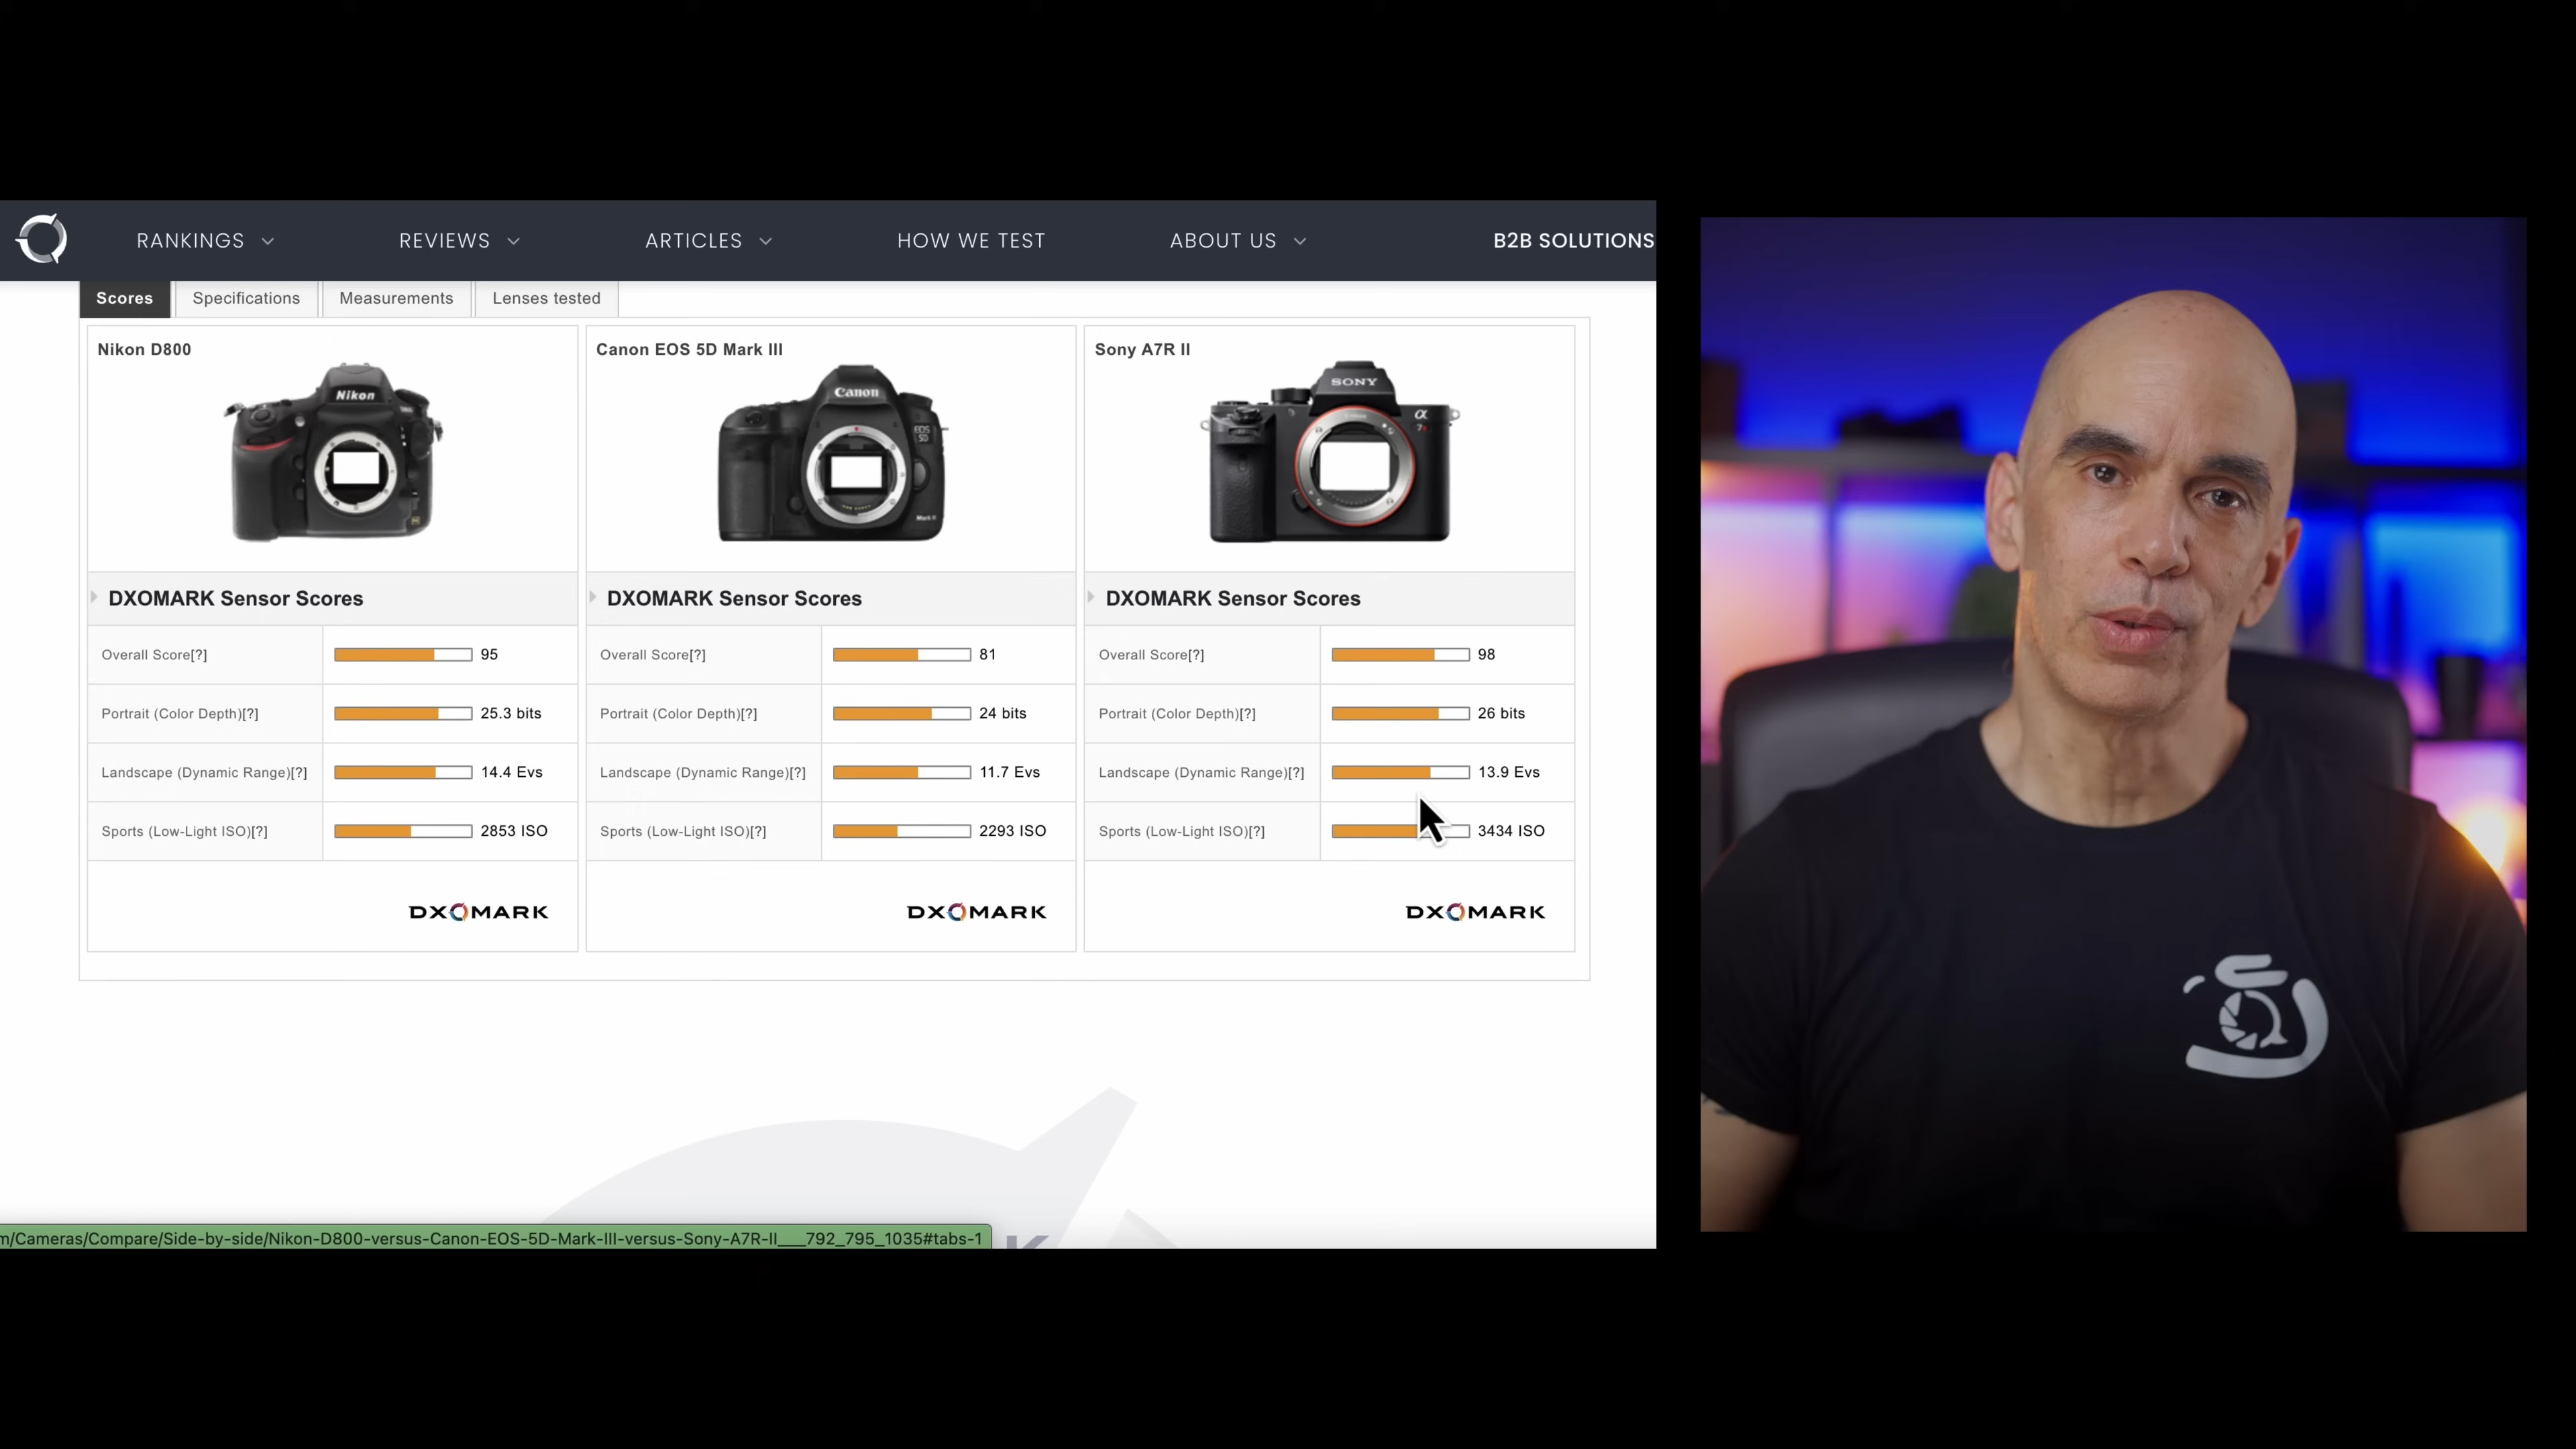 RANKINGS
REVIEWS
ARTICLES
HOW WE TEST
ABOUT US
B2B SOLUTIONS
Scores
Specifications
Measurements
Lenses tested
Nikon D800
Nikon
DXOMARK Sensor Scores
Overall Score[?] 95
Portrait (Color Depth)[?] 25.3 bits
Landscape (Dynamic Range)[?] 14.4 Evs
Sports (Low-Light ISO)[?] 2853 ISO
DXOMARK
Canon EOS 5D Mark III
Canon
EOS
5D
DXOMARK Sensor Scores
Overall Score[?] 81
Portrait (Color Depth)[?] 24 bits
Landscape (Dynamic Range)[?] 11.7 Evs
Sports (Low-Light ISO)[?] 2293 ISO
DXOMARK
Sony A7R II
SONY
α
DXOMARK Sensor Scores
Overall Score[?] 98
Portrait (Color Depth)[?] 26 bits
Landscape (Dynamic Range)[?] 13.9 Evs
Sports (Low-Light ISO)[?] 3434 ISO
DXOMARK
m/Cameras/Compare/Side-by-side/Nikon-D800-versus-Canon-EOS-5D-Mark-III-versus-Sony-A7R-II___792_795_1035#tabs-1
K